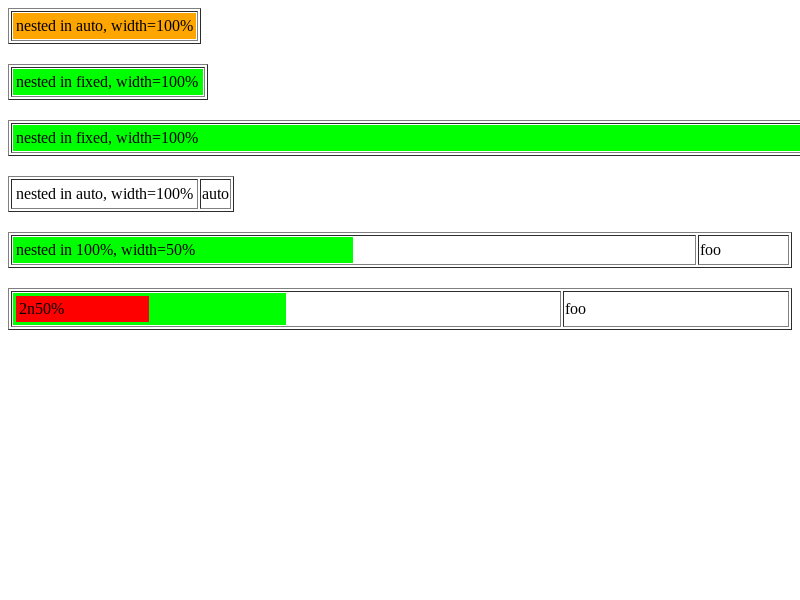 nested in auto, width=100%
nested in fixed, width=100%
nested in fixed, width=100%
nested in auto, width=100% auto
nested in 100%, width=50% foo
2n50% foo